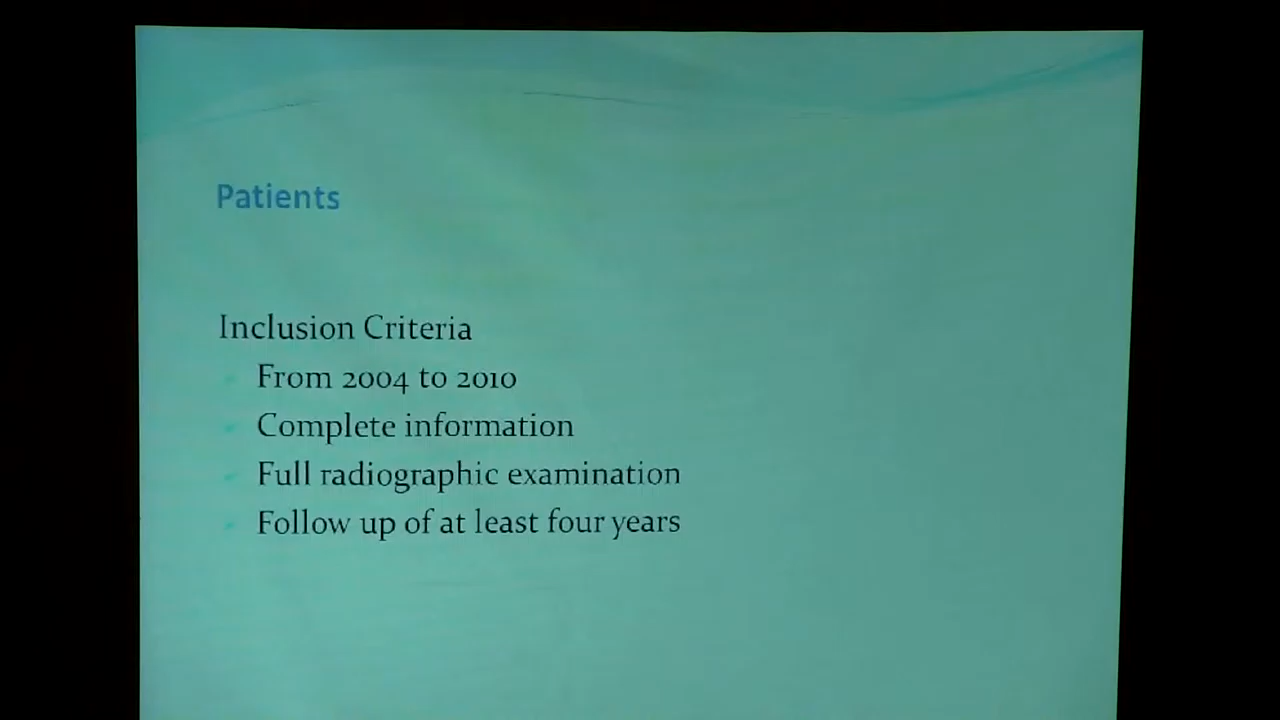 Patients
Inclusion Criteria
From 2004 to 2010
Complete information
Full radiographic examination
Follow up of at least four years